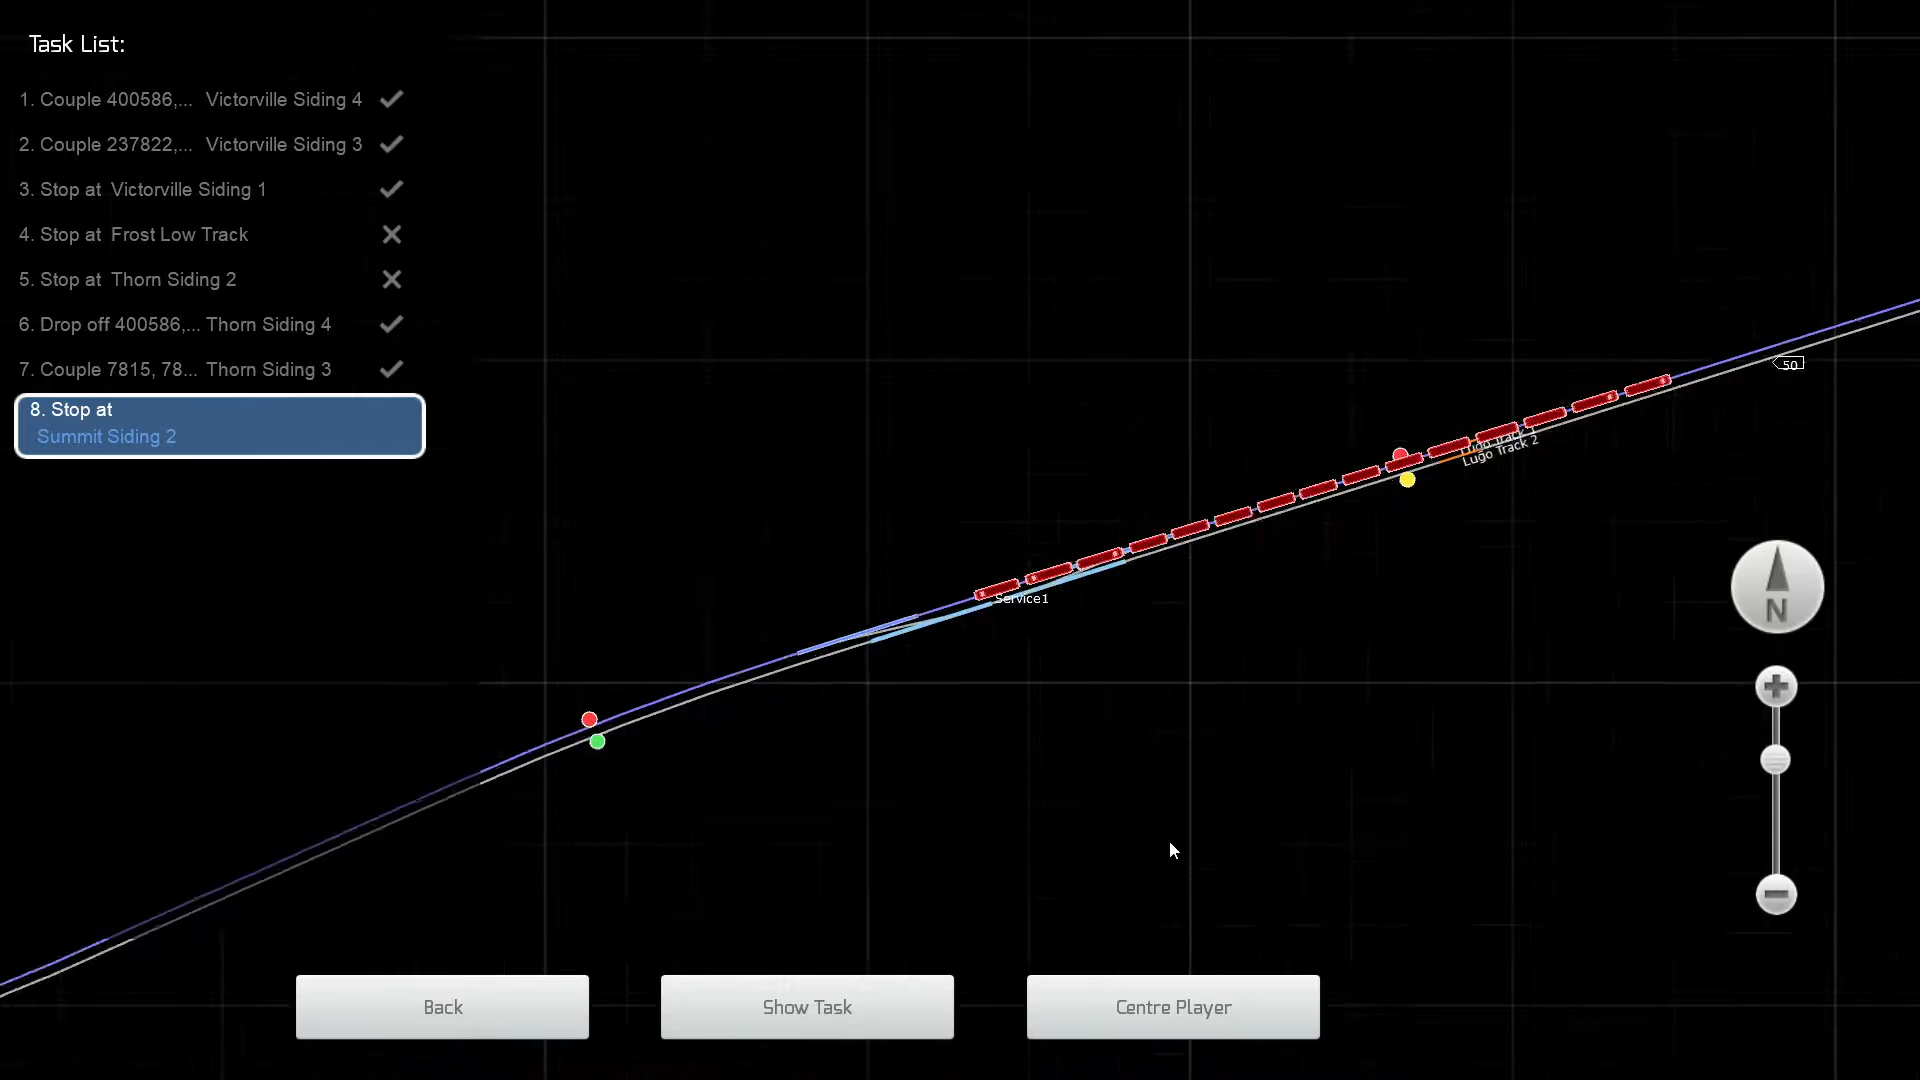 Task List:
1. Couple 400586,... Victorville Siding 4
2. Couple 237822,... Victorville Siding 3
3. Stop at Victorville Siding 1
4. Stop at Frost Low Track
5. Stop at Thorn Siding 2
6. Drop off 400586,... Thorn Siding 4
7. Couple 7815, 78... Thorn Siding 3
8. Stop at
Summit Siding 2
50
Lugo Track 2
Service1
N
Back
Show Task
Centre Player